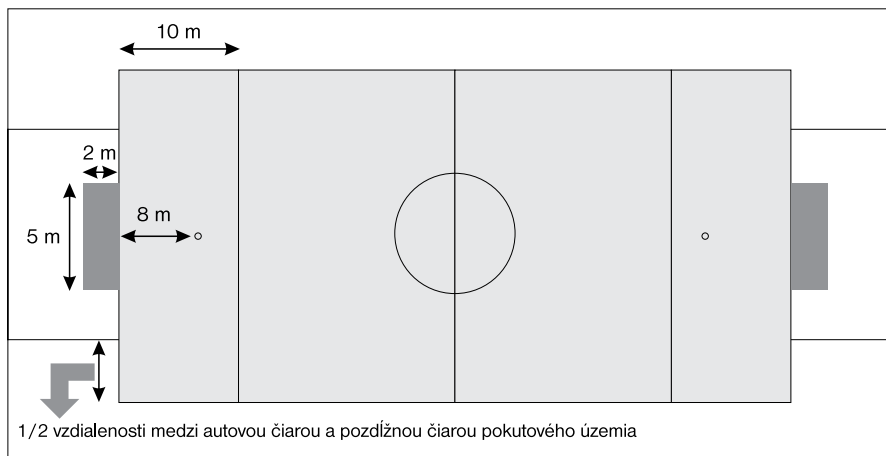 10 m
2 m
8 m
5 m
1/2 vzdialenosti medzi autovou čiarou a pozdĺžnou čiarou pokutového územia